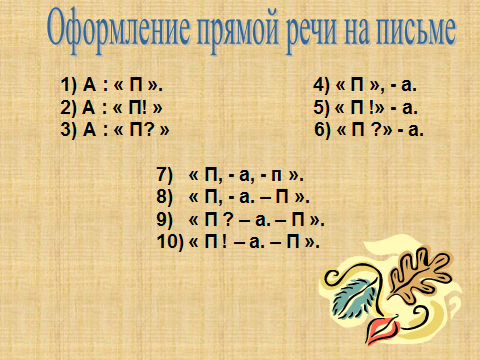 Оформление прямой речи на письме
1) А : « П ».
2) А : « П! »
3) А : « П? »
4) « П », - а.
5) « П !» - а.
6) « П ?» - а.
7) « П, - а, - п ».
8) « П, - а. – П ».
9) « П ? – а. – П ».
10) « П ! – а. – П ».